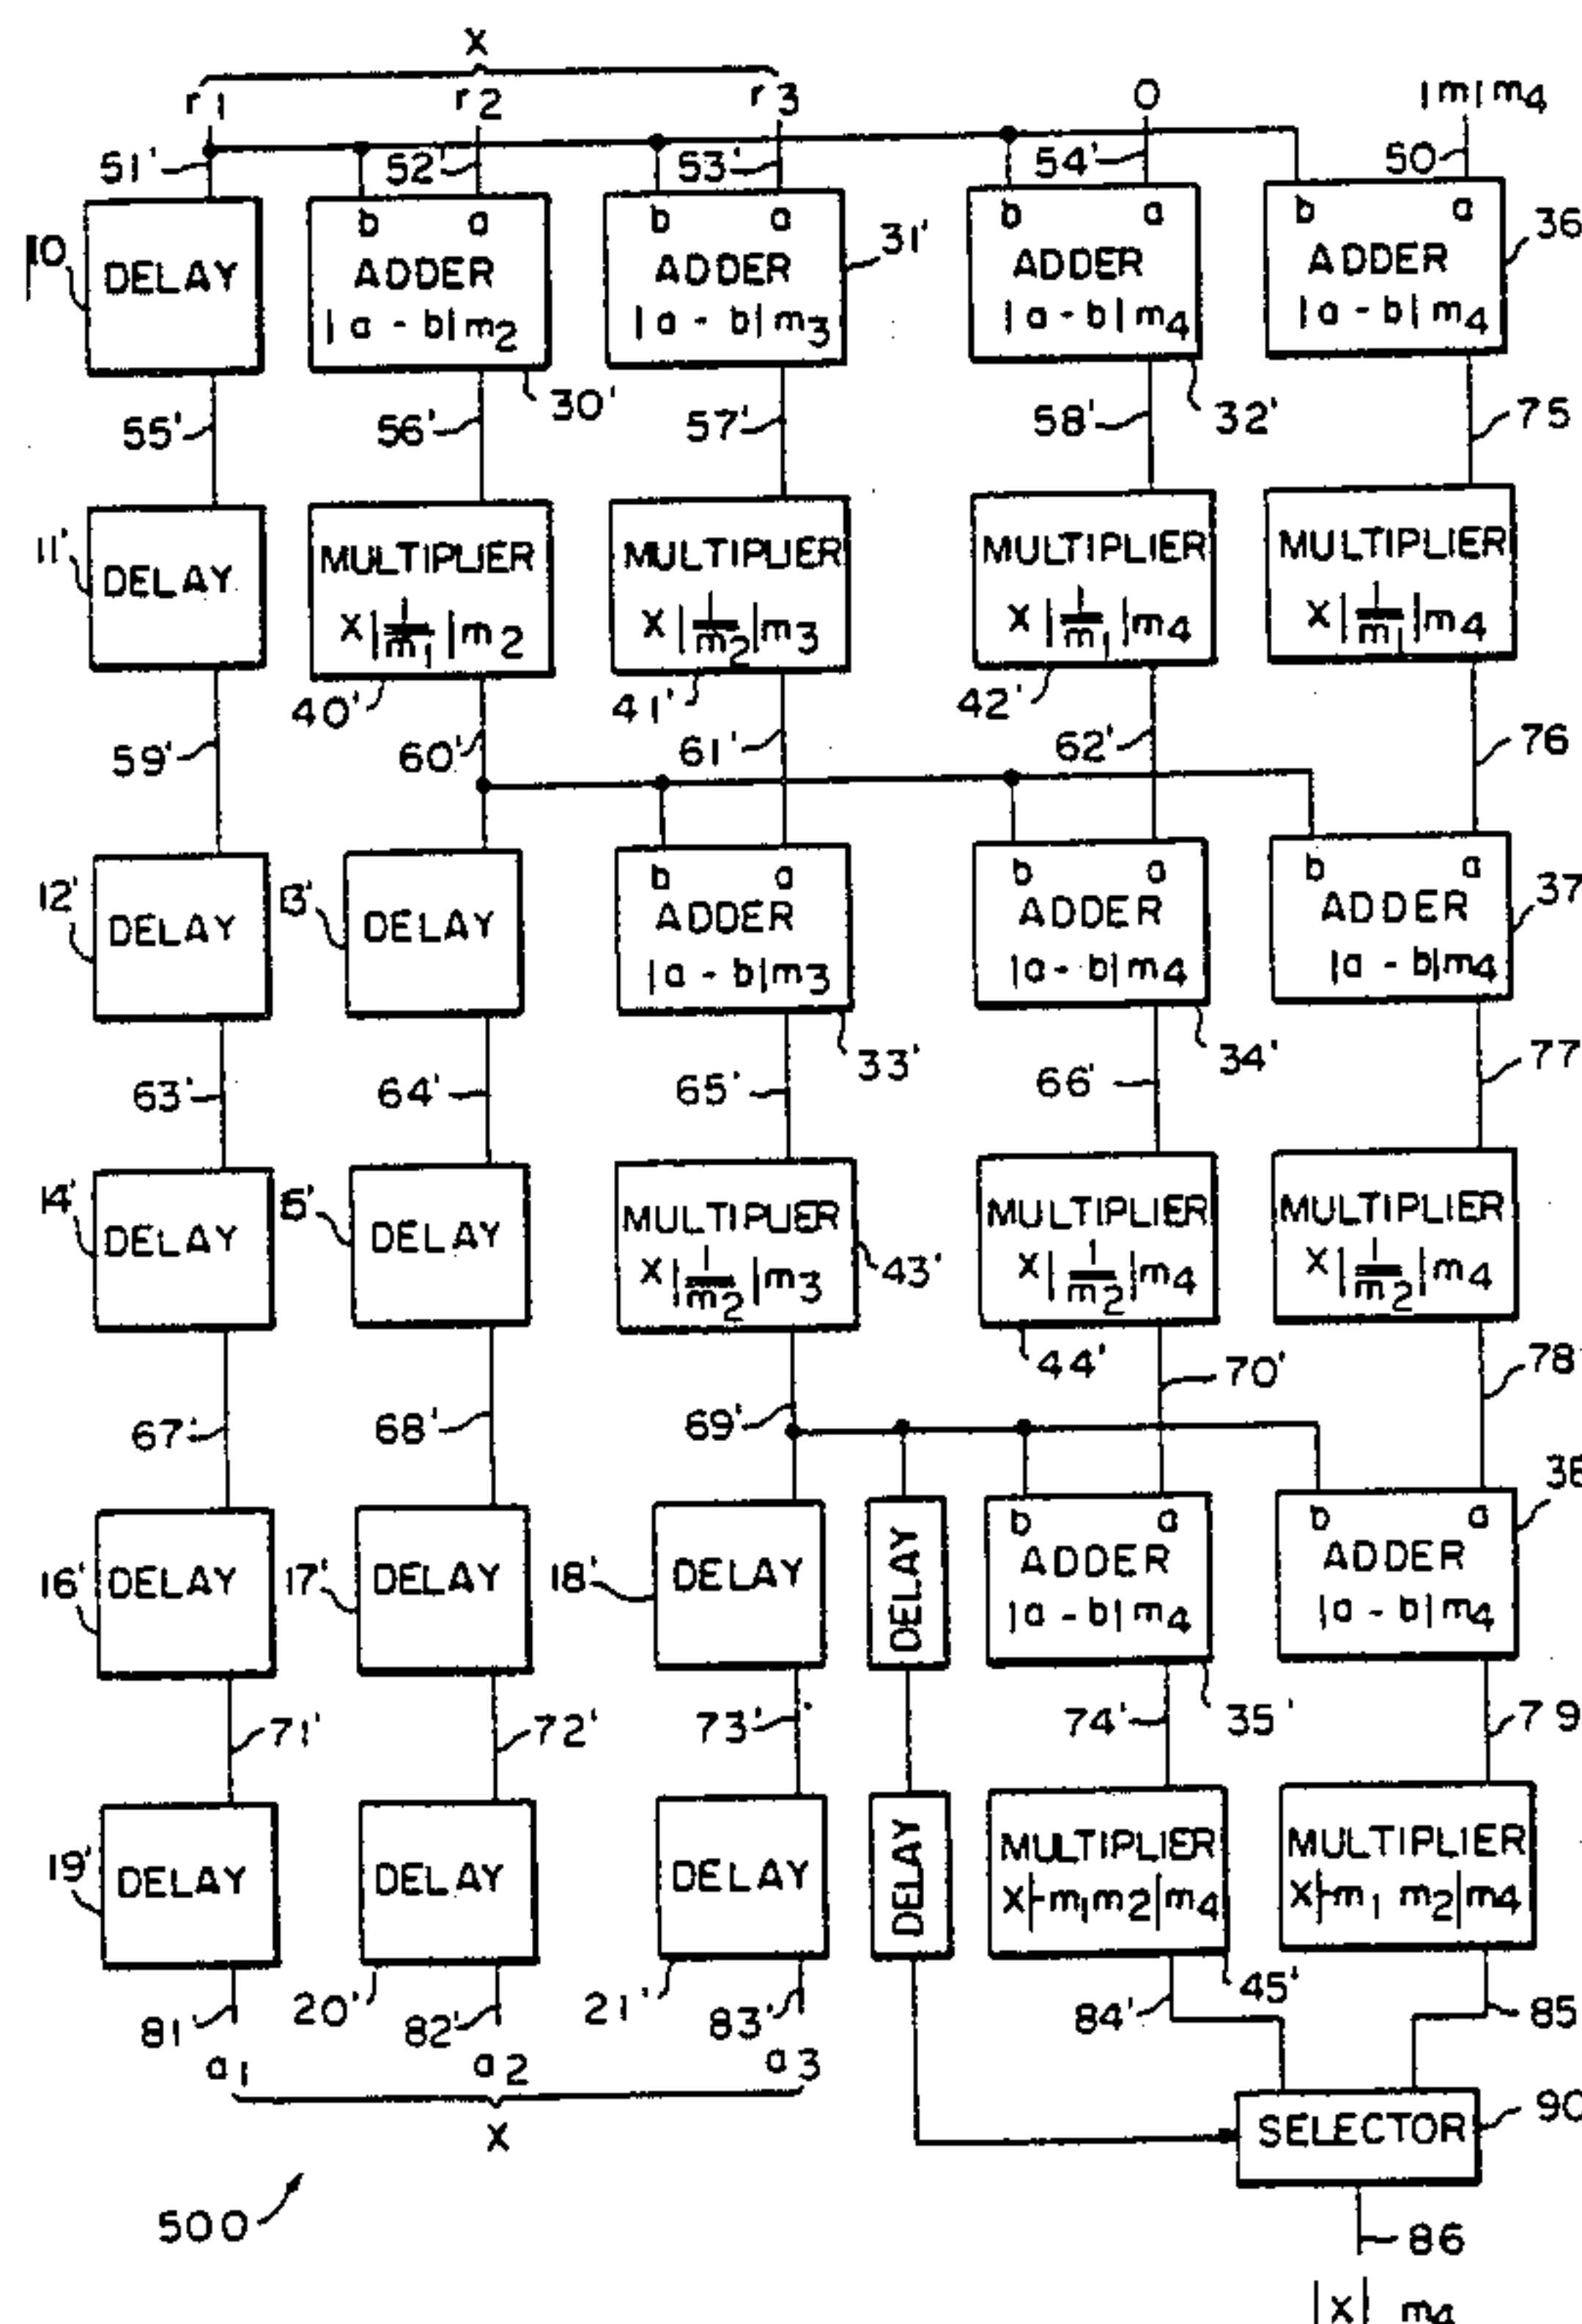 X
r1 r2 r3 0 |m|m4
51' 52' 53' 54' 50
b a b a b a b a
10 DELAY ADDER ADDER 31' ADDER ADDER 36
|a - b|m2 |a - b|m3 |a - b|m4 |a - b|m4
30' 32'
55' 56' 57' 58' 75
11' DELAY MULTIPLIER MULTIPLIER MULTIPLIER MULTIPLIER
X|1/m1|m2 X|1/m2|m3 X|1/m1|m4 X|1/m1|m4
40' 41' 42'
59' 60' 61' 62' 76
b a b a b a
12' DELAY 13' DELAY ADDER ADDER ADDER 37
|a - b|m3 |a - b|m4 |a - b|m4
33' 34'
63' 64' 65' 66' 77
14' DELAY 15' DELAY MULTIPLIER 43' MULTIPLIER MULTIPLIER
X|1/m2|m3 X|1/m2|m4 X|1/m2|m4
44' 70' 78
67' 68' 69'
b a b a 38
16' DELAY 17' DELAY 18' DELAY DELAY ADDER ADDER
|a - b|m4 |a - b|m4
71' 72' 73' 74' 35' 79
19' DELAY DELAY DELAY DELAY MULTIPLIER MULTIPLIER
X|-m1m2|m4 X|-m1 m2|m4
81' 20' 82' 21' 83' 84' 45' 85
a1 a2 a3
X
SELECTOR 90
500
86
|X| m4